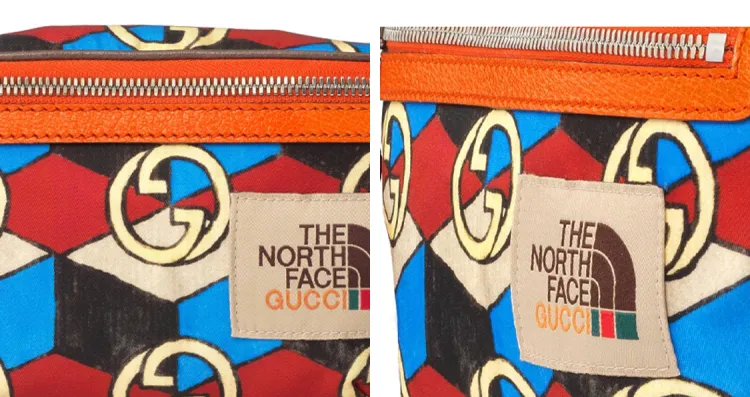 THE
NORTH
FACE
GUCCI
THE
NORTH
FACE
GUCCI